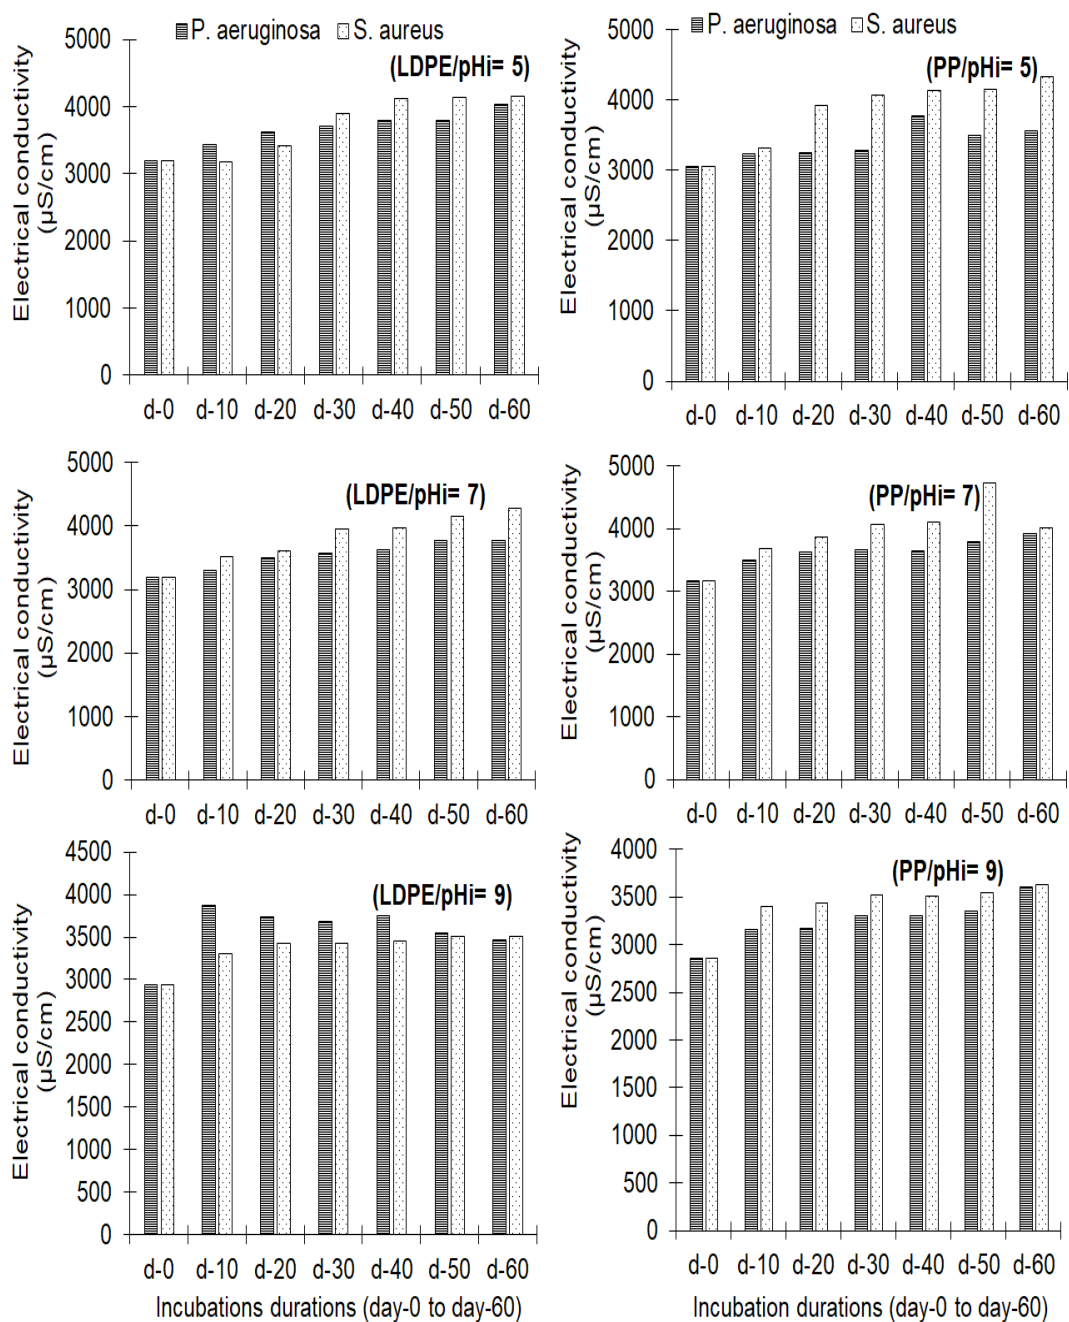 P. aeruginosa S. aureus
(LDPE/pHi= 5)
Electrical conductivity
(µS/cm)
5000
4000
3000
2000
1000
0
d-0 d-10 d-20 d-30 d-40 d-50 d-60
P. aeruginosa S. aureus
(PP/pHi= 5)
Electrical conductivity
(µS/cm)
5000
4000
3000
2000
1000
0
d-0 d-10 d-20 d-30 d-40 d-50 d-60
(LDPE/pHi= 7)
Electrical conductivity
(µS/cm)
5000
4000
3000
2000
1000
0
d-0 d-10 d-20 d-30 d-40 d-50 d-60
(PP/pHi= 7)
Electrical conductivity
(µS/cm)
5000
4000
3000
2000
1000
0
d-0 d-10 d-20 d-30 d-40 d-50 d-60
(LDPE/pHi= 9)
Electrical conductivity
(µS/cm)
4500
4000
3500
3000
2500
2000
1500
1000
500
0
d-0 d-10 d-20 d-30 d-40 d-50 d-60
Incubations durations (day-0 to day-60)
(PP/pHi= 9)
Electrical conductivity
(µS/cm)
4000
3500
3000
2500
2000
1500
1000
500
0
d-0 d-10 d-20 d-30 d-40 d-50 d-60
Incubation durations (day-0 to day-60)